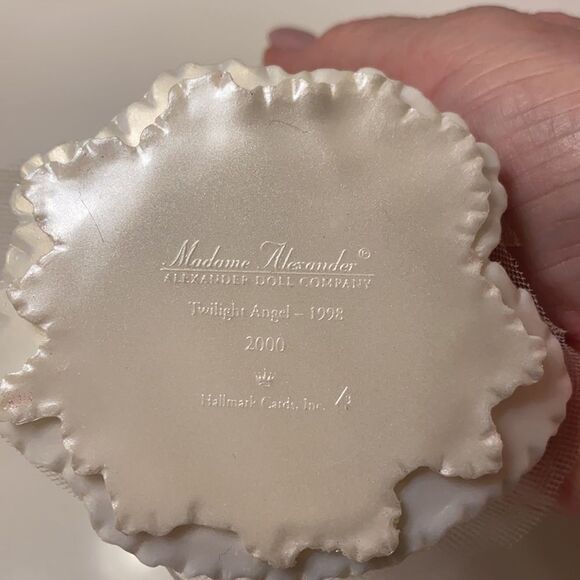 Madame Alexander©
ALEXANDER DOLL COMPANY
Twilight Angel – 1998
2000
Hallmark Cards, Inc.